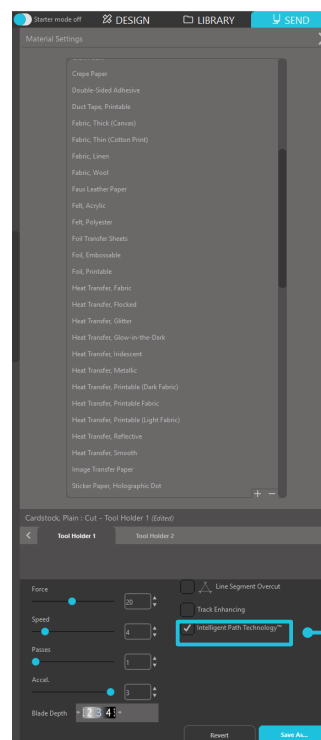 Starter mode off
DESIGN
LIBRARY
SEND
Material Settings
Crepe Paper
Double-Sided Adhesive
Duct Tape, Printable
Fabric, Thick (Canvas)
Fabric, Thin (Cotton Print)
Fabric, Linen
Fabric, Wool
Faux Leather Paper
Felt, Acrylic
Felt, Polyester
Foil Transfer Sheets
Foil, Embossable
Foil, Printable
Heat Transfer, Fabric
Heat Transfer, Flocked
Heat Transfer, Glitter
Heat Transfer, Glow-in-the-Dark
Heat Transfer, Iridescent
Heat Transfer, Metallic
Heat Transfer, Printable (Dark Fabric)
Heat Transfer, Printable Fabric
Heat Transfer, Printable (Light Fabric)
Heat Transfer, Reflective
Heat Transfer, Smooth
Image Transfer Paper
Sticker Paper, Holographic Dot
+ −
Cardstock, Plain : Cut – Tool Holder 1 (Edited)
Tool Holder 1
Tool Holder 2
Force
20
Line Segment Overcut
Speed
4
Track Enhancing
Intelligent Path Technology™
Passes
1
Accel.
3
Blade Depth - 2 3 4 +
Revert
Save As...